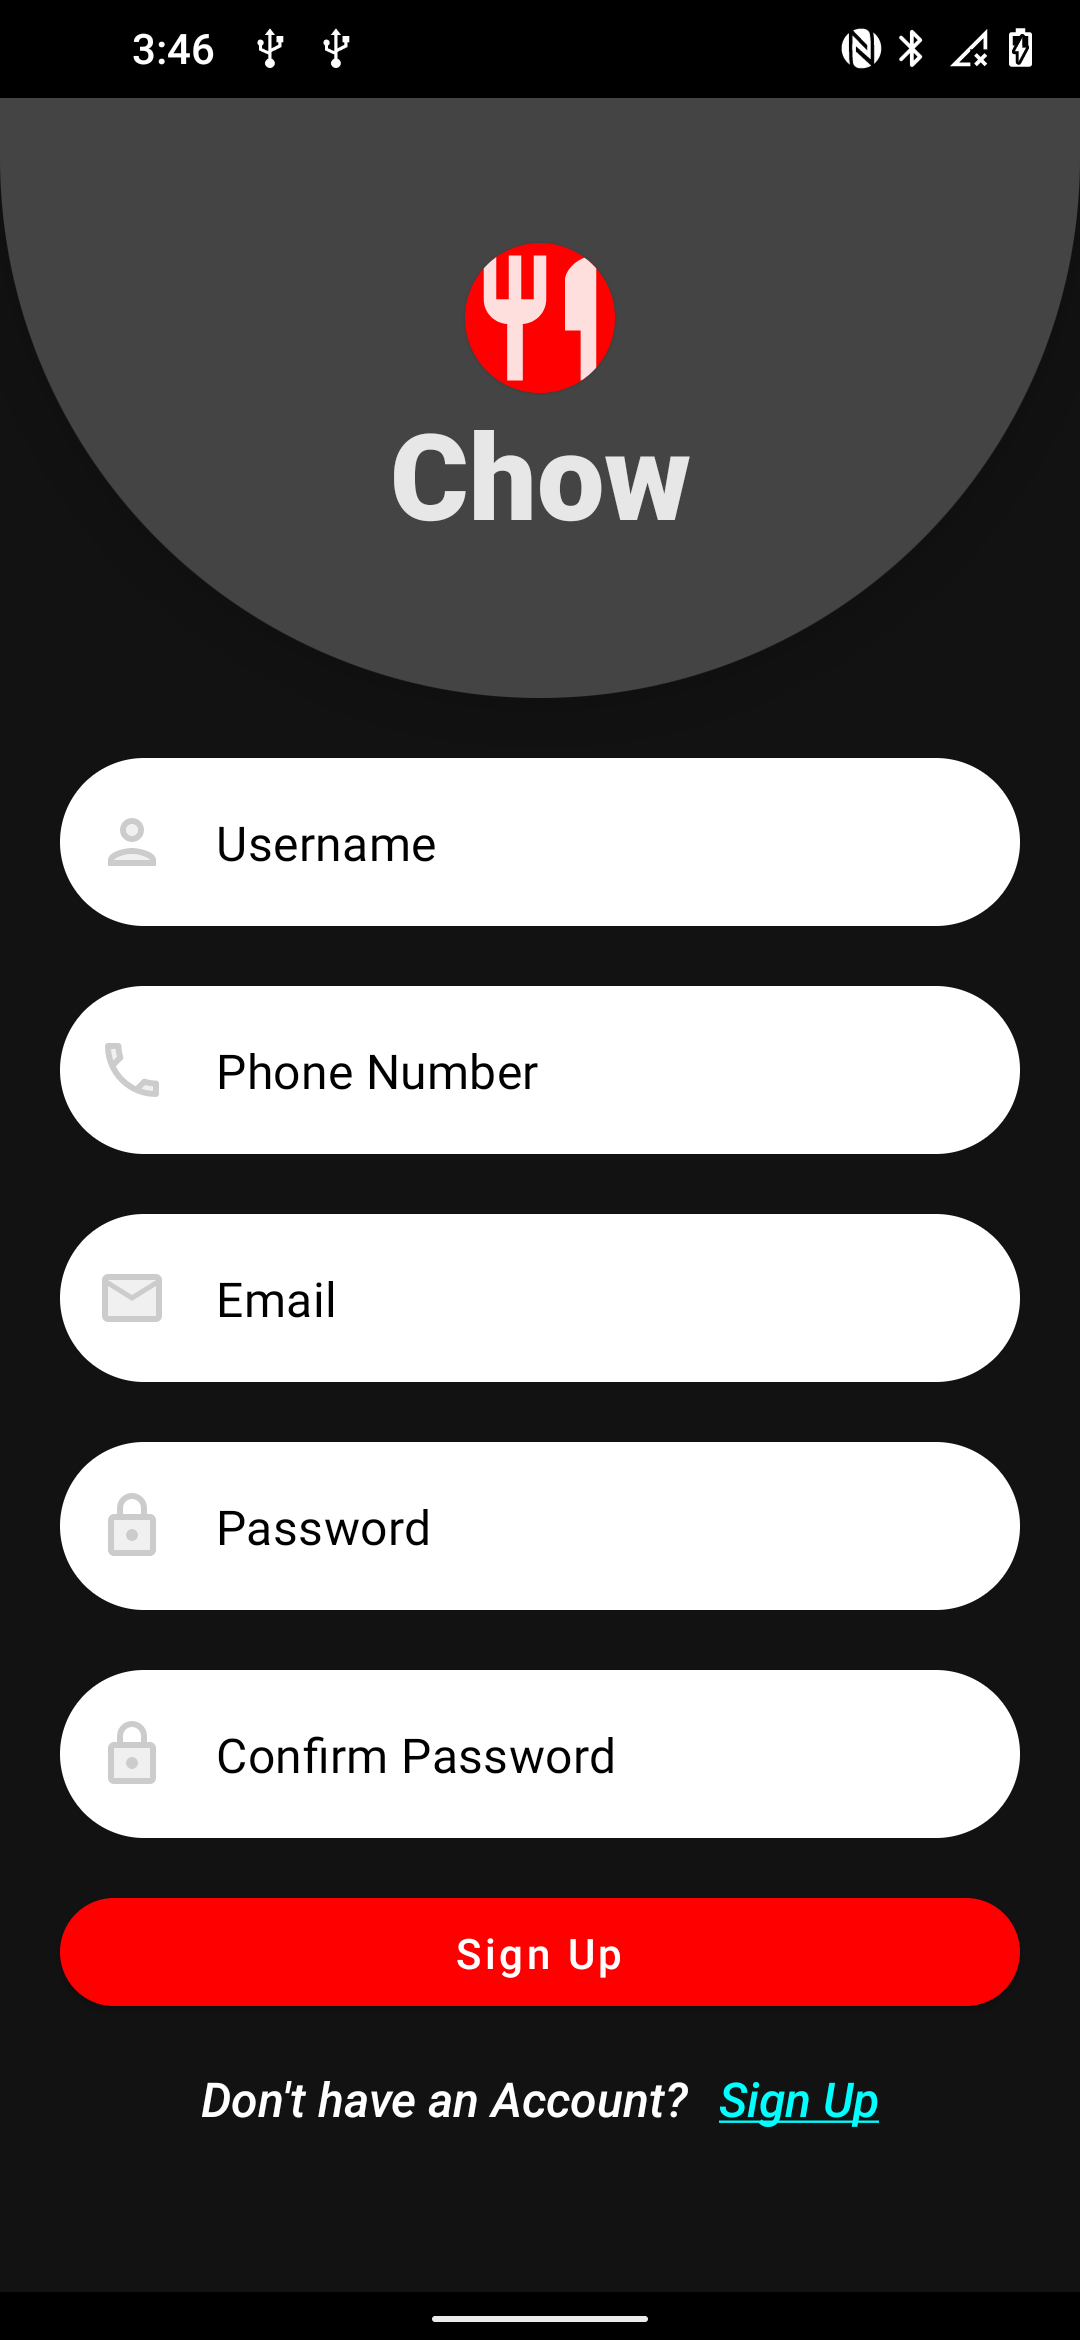 3:46
Chow
Username
Phone Number
Email
Password
Confirm Password
Sign Up
Don't have an Account? Sign Up